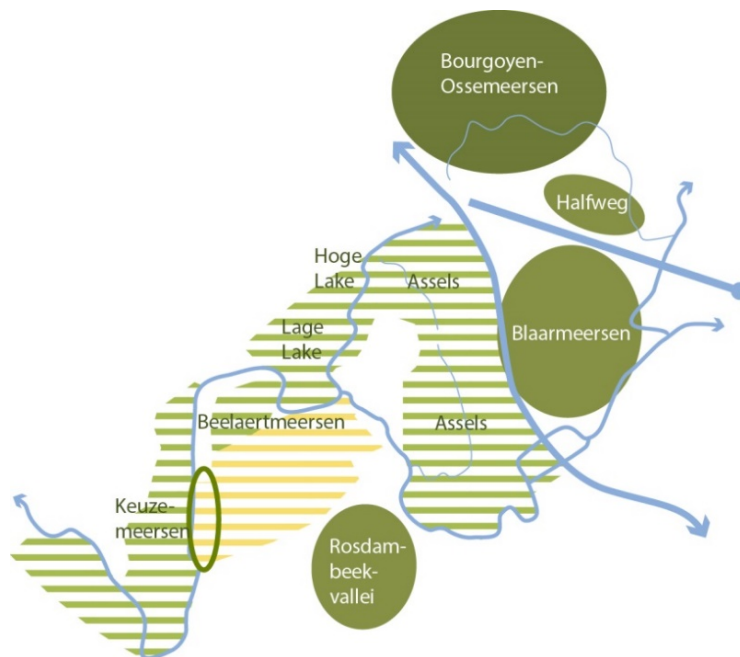 Bourgoyen-
Ossemeersen
Halfweg
Hoge
Lake
Assels
Blaarmeersen
Lage
Lake
Beelaertmeersen
Assels
Keuze-
meersen
Rosdam-
beek-
vallei